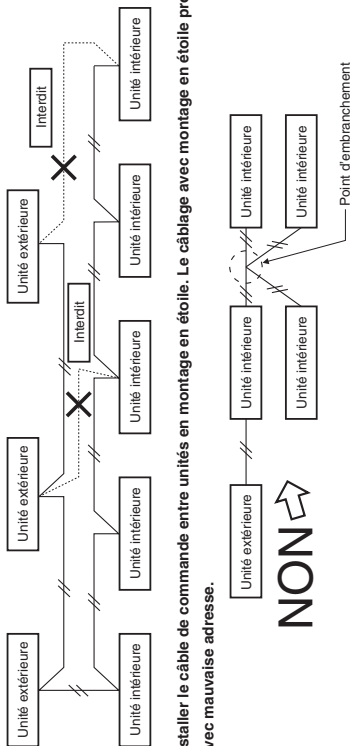 Unité extérieure
Unité extérieure
Unité extérieure
Interdit
Interdit
Unité intérieure
Unité intérieure
Unité intérieure
Unité intérieure
Unité intérieure
staller le câble de commande entre unités en montage en étoile. Le câblage avec montage en étoile pro
vec mauvaise adresse.
Unité extérieure
Unité intérieure
Unité intérieure
NON
Unité intérieure
Unité intérieure
Point d'embranchement